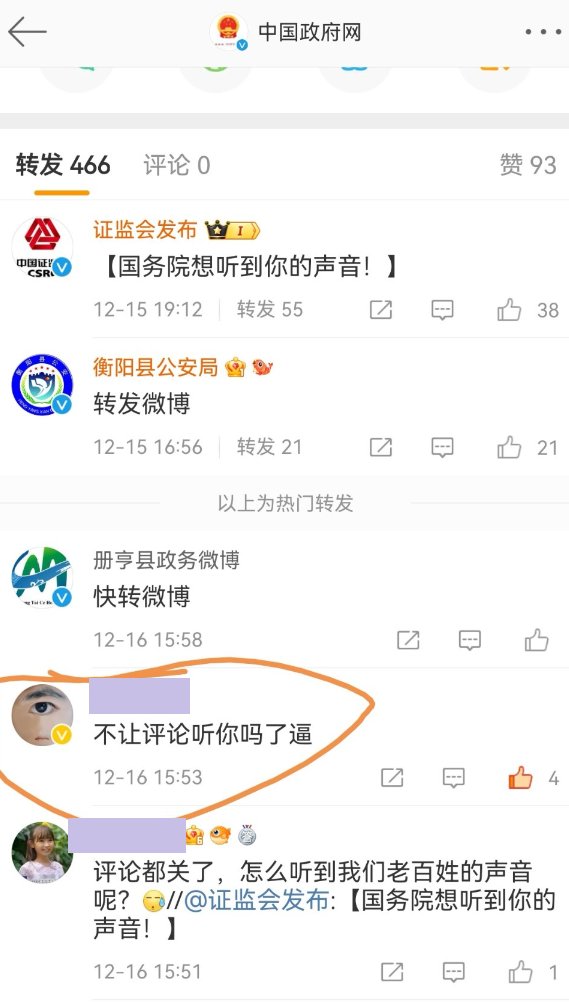 中国政府网
转发 466
评论 0
赞 93
证监会发布
【国务院想听到你的声音！】
12-15 19:12
转发 55
38
衡阳县公安局
转发微博
12-15 16:56
转发 21
21
以上为热门转发
册亨县政务微博
快转微博
12-16 15:58
不让评论听你吗了逼
12-16 15:53
4
评论都关了，怎么听到我们老百姓的声音
呢？//@证监会发布:【国务院想听到你的
声音！】
12-16 15:51
1